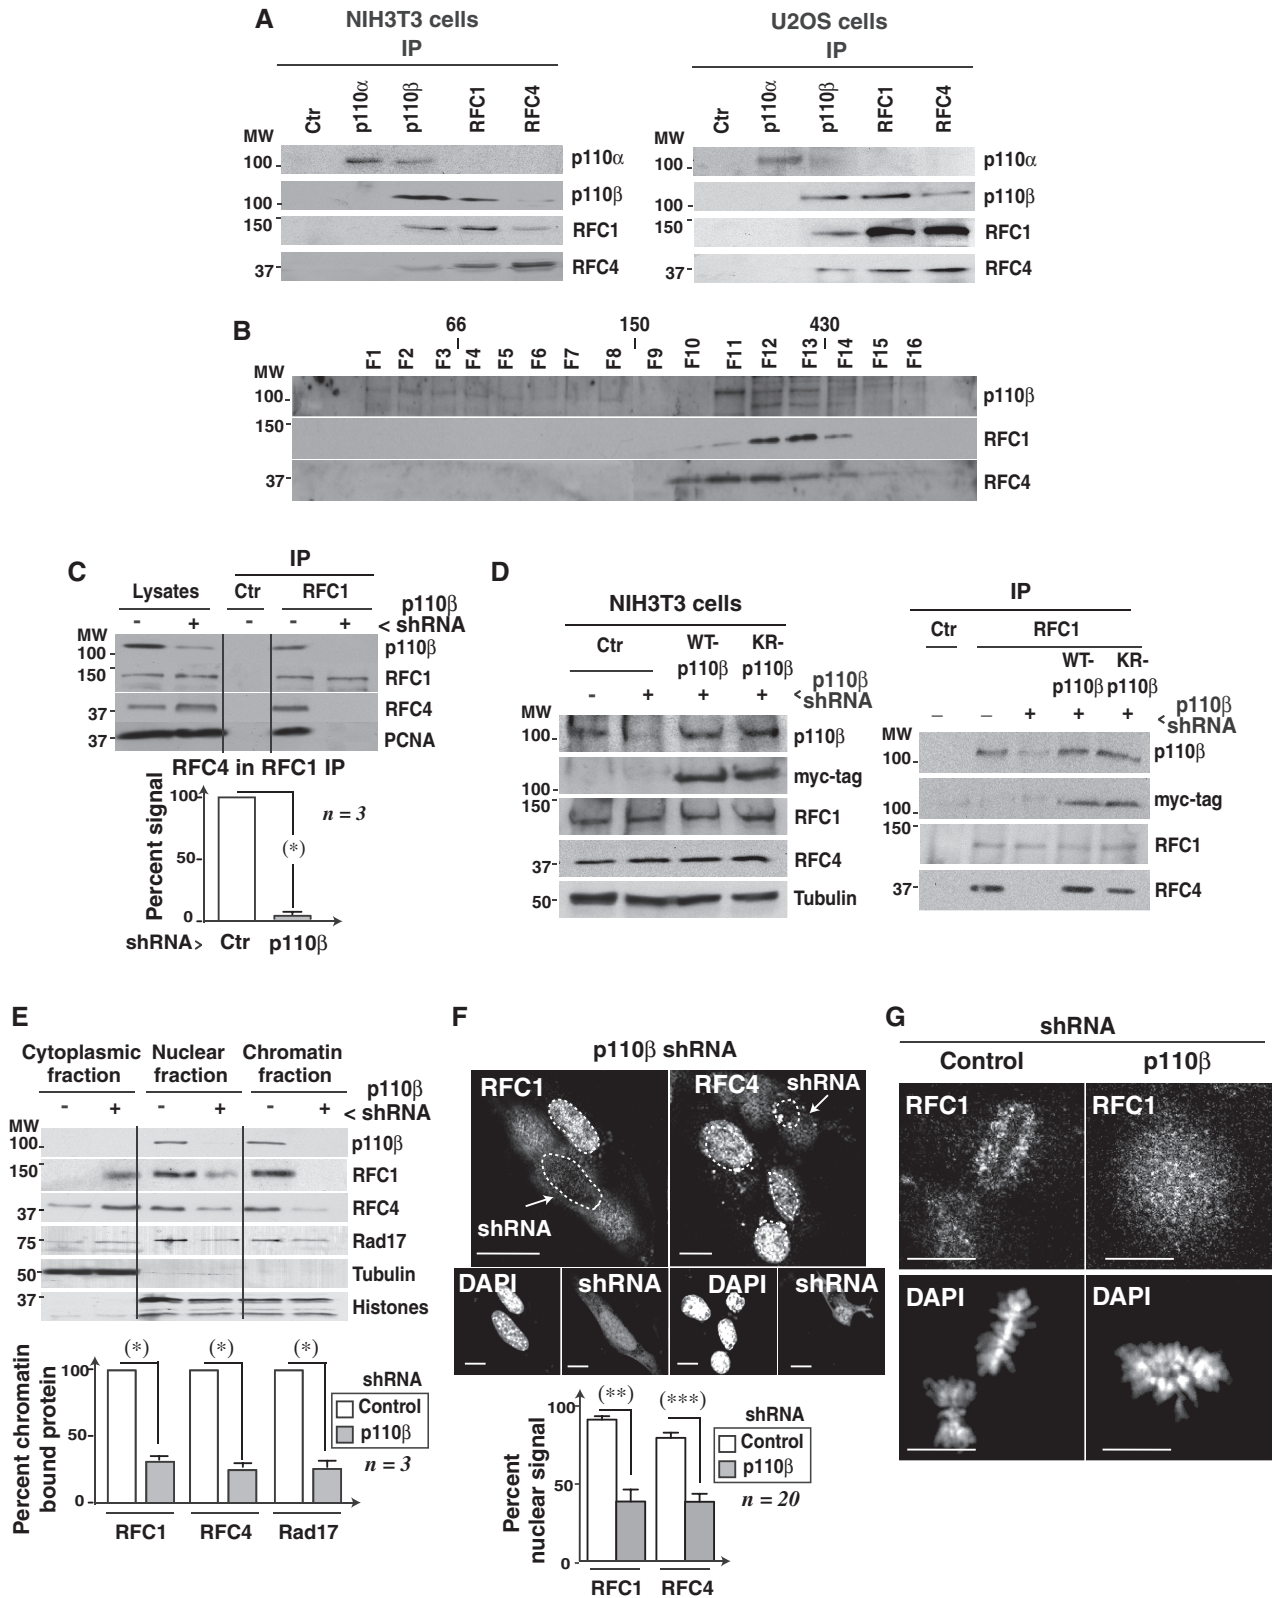 A
NIH3T3 cells
IP
Ctr
p110α
p110β
RFC1
RFC4
MW
100
p110α
100
p110β
150
RFC1
37
RFC4
U2OS cells
IP
Ctr
p110α
p110β
RFC1
RFC4
MW
100
p110α
100
p110β
150
RFC1
37
RFC4
B
66 150 430
F1 F2 F3 F4 F5 F6 F7 F8 F9 F10 F11 F12 F13 F14 F15 F16
MW
100
p110β
150
RFC1
37
RFC4
C
IP
Lysates Ctr RFC1
- + - - + p110β < shRNA
MW
100
p110β
150
RFC1
37
RFC4
37
PCNA
RFC4 in RFC1 IP
Percent signal
100
50
0
n = 3
(*)
shRNA > Ctr p110β
D
NIH3T3 cells
Ctr WT-p110β KR-p110β
- + + + p110β < shRNA
MW
100
p110β
100
myc-tag
150
RFC1
37
RFC4
50
Tubulin
IP
Ctr RFC1
WT-p110β KR-p110β
– – + + + p110β < shRNA
MW
100
p110β
100
myc-tag
150
RFC1
37
RFC4
E
Cytoplasmic fraction Nuclear fraction Chromatin fraction
- + - + - + p110β < shRNA
MW
100
p110β
150
RFC1
37
RFC4
75
Rad17
50
Tubulin
37
Histones
Percent chromatin bound protein
100
50
0
(*) (*) (*)
shRNA
Control
p110β
n = 3
RFC1 RFC4 Rad17
F
p110β shRNA
RFC1
shRNA
RFC4
shRNA
DAPI shRNA DAPI shRNA
Percent nuclear signal
100
50
0
(**) (***)
shRNA
Control
p110β
n = 20
RFC1 RFC4
G
shRNA
Control p110β
RFC1 RFC1
DAPI DAPI